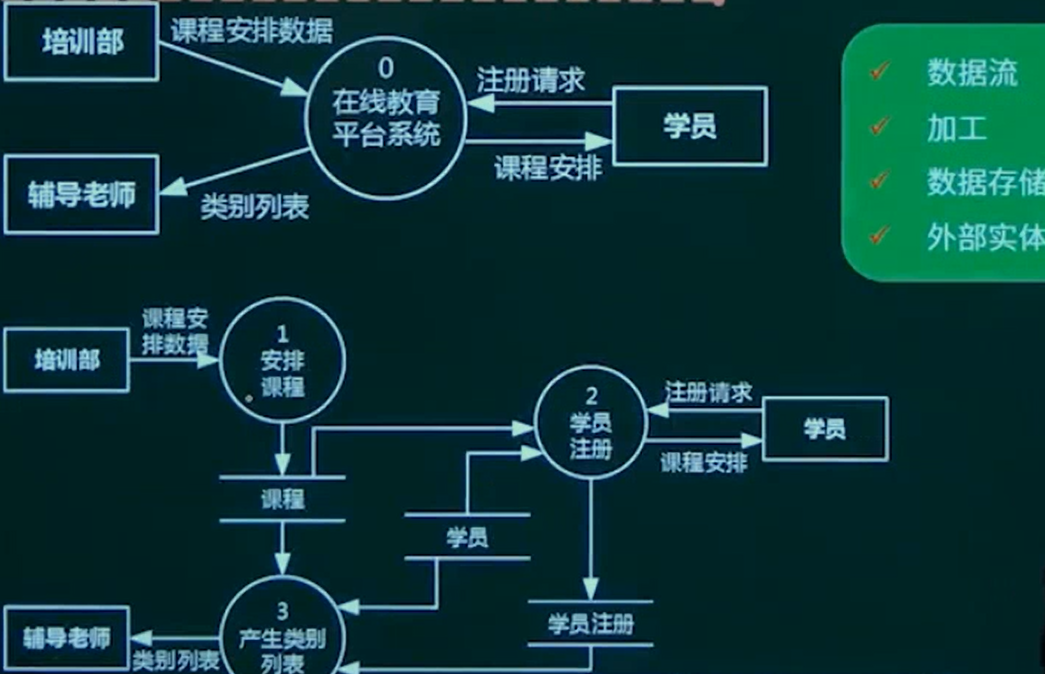 培训部
课程安排数据
0
在线教育
平台系统
注册请求
学员
课程安排
辅导老师
类别列表
数据流
加工
数据存储
外部实体
培训部
课程安
排数据
1
安排
课程
2
学员
注册
注册请求
学员
课程安排
课程
学员
学员注册
3
产生类别
列表
辅导老师
类别列表